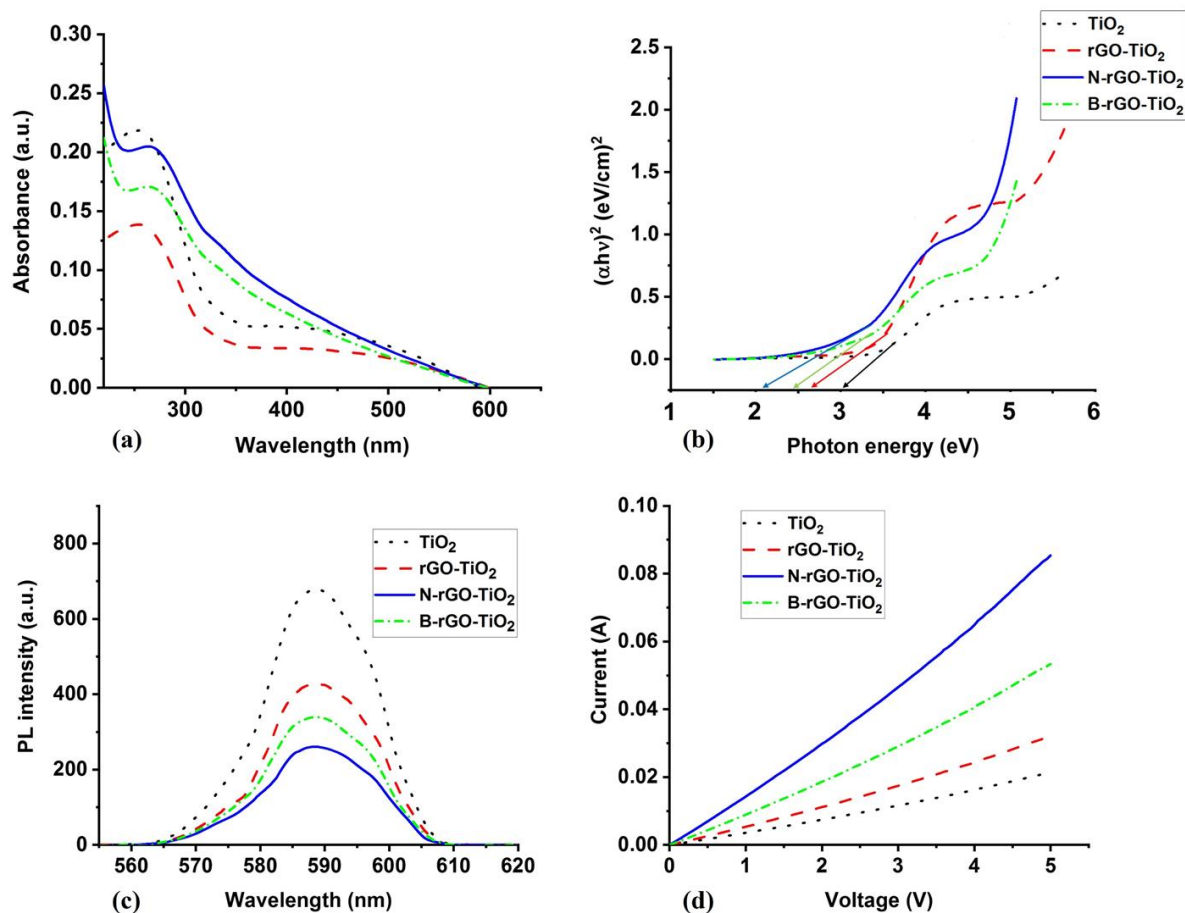 0.30
0.25
0.20
0.15
0.10
0.05
0.00
Absorbance (a.u.)
300 400 500 600
(a)
Wavelength (nm)
TiO₂
rGO-TiO₂
N-rGO-TiO₂
B-rGO-TiO₂
2.5
2.0
1.5
1.0
0.5
0.0
(αhν)² (eV/cm)²
1 2 3 4 5 6
(b)
Photon energy (eV)
800
600
400
200
0
PL intensity (a.u.)
TiO₂
rGO-TiO₂
N-rGO-TiO₂
B-rGO-TiO₂
560 570 580 590 600 610 620
(c)
Wavelength (nm)
0.10
0.08
0.06
0.04
0.02
0.00
Current (A)
TiO₂
rGO-TiO₂
N-rGO-TiO₂
B-rGO-TiO₂
0 1 2 3 4 5
Voltage (V)
(d)